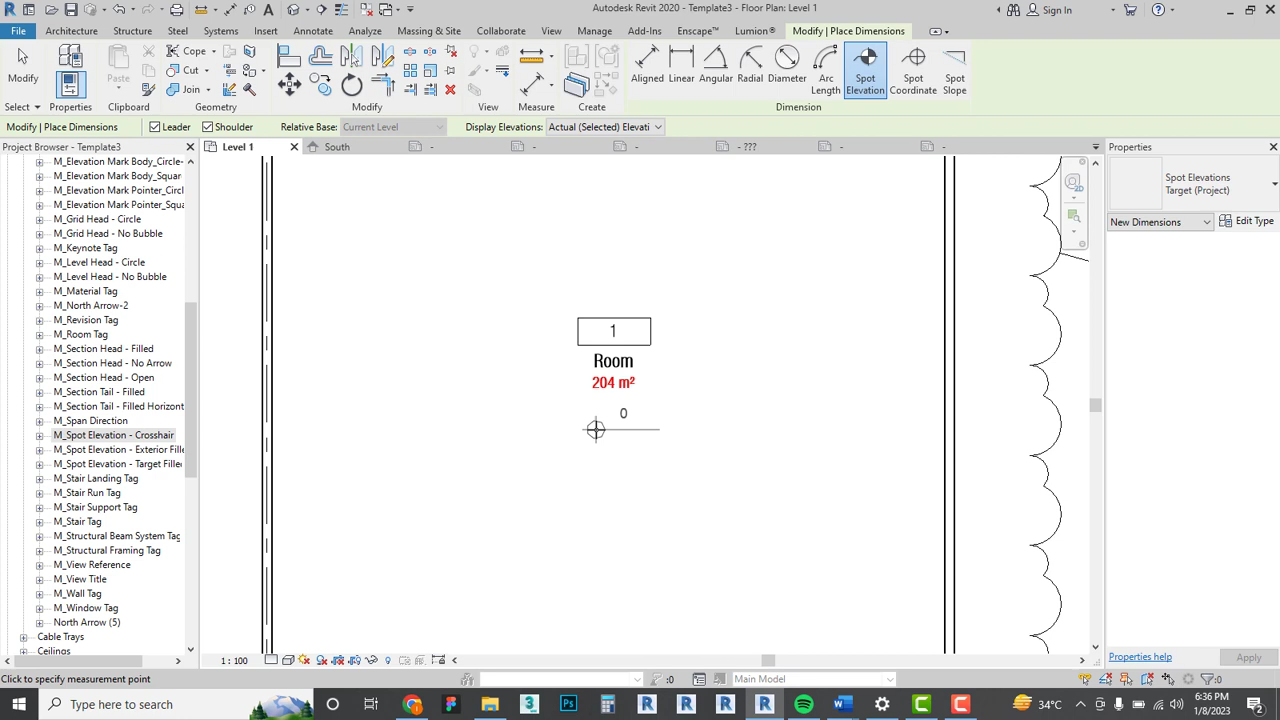 Autodesk Revit 2020 - Template3 - Floor Plan: Level 1
Sign In
File
Architecture
Structure
Steel
Systems
Insert
Annotate
Analyze
Massing & Site
Collaborate
View
Manage
Add-Ins
Enscape™
Lumion®
Modify | Place Dimensions
Modify
Paste
Cope
Cut
Join
Aligned
Linear
Angular
Radial
Diameter
Arc
Length
Spot
Elevation
Spot
Coordinate
Spot
Slope
Select
Properties
Clipboard
Geometry
Modify
View
Measure
Create
Dimension
Modify | Place Dimensions
Leader
Shoulder
Relative Base:
Current Level
Display Elevations:
Actual (Selected) Elevati
Project Browser - Template3
Level 1
South
-
-
-
- ???
-
-
Properties
M_Elevation Mark Body_Circle-
M_Elevation Mark Body_Squar
M_Elevation Mark Pointer_Circl
M_Elevation Mark Pointer_Squa
M_Grid Head - Circle
M_Grid Head - No Bubble
M_Keynote Tag
M_Level Head - Circle
M_Level Head - No Bubble
M_Material Tag
M_North Arrow-2
M_Revision Tag
M_Room Tag
M_Section Head - Filled
M_Section Head - No Arrow
M_Section Head - Open
M_Section Tail - Filled
M_Section Tail - Filled Horizont
M_Span Direction
M_Spot Elevation - Crosshair
M_Spot Elevation - Exterior Fille
M_Spot Elevation - Target Filled
M_Stair Landing Tag
M_Stair Run Tag
M_Stair Support Tag
M_Stair Tag
M_Structural Beam System Tag
M_Structural Framing Tag
M_View Reference
M_View Title
M_Wall Tag
M_Window Tag
North Arrow (5)
Cable Trays
Ceilings
1
Room
204 m²
0
Spot Elevations
Target (Project)
New Dimensions
Edit Type
Properties help
Apply
1 : 100
Click to specify measurement point
:0
Main Model
:0
Type here to search
34°C
6:36 PM
1/8/2023
2